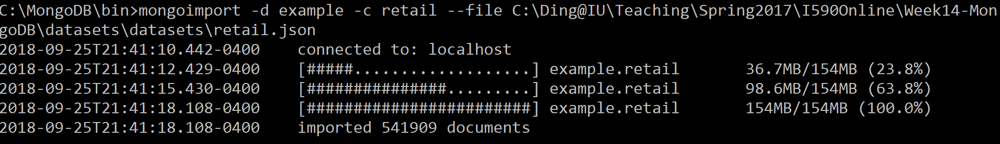 C:\MongoDB\bin>mongoimport -d example -c retail --file C:\Ding@IU\Teaching\Spring2017\I590Online\Week14-Mon
goDB\datasets\datasets\retail.json
2018-09-25T21:41:10.442-0400    connected to: localhost
2018-09-25T21:41:12.429-0400    [#####...................] example.retail       36.7MB/154MB (23.8%)
2018-09-25T21:41:15.430-0400    [###############.........] example.retail       98.6MB/154MB (63.8%)
2018-09-25T21:41:18.108-0400    [########################] example.retail       154MB/154MB (100.0%)
2018-09-25T21:41:18.108-0400    imported 541909 documents